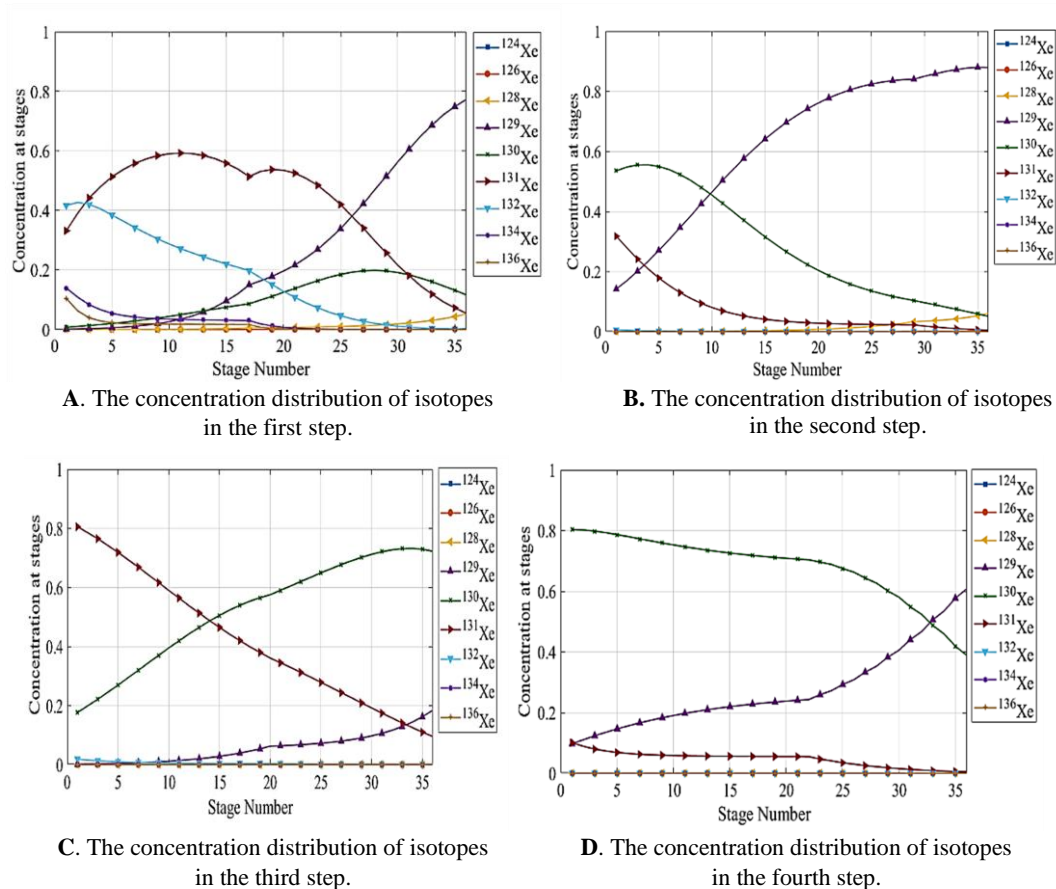 1
0.8
0.6
0.4
0.2
0
0 5 10 15 20 25 30 35
Concentration at stages
Stage Number
¹²⁴Xe
¹²⁶Xe
¹²⁸Xe
¹²⁹Xe
¹³⁰Xe
¹³¹Xe
¹³²Xe
¹³⁴Xe
¹³⁶Xe
A. The concentration distribution of isotopes
in the first step.
1
0.8
0.6
0.4
0.2
0
0 5 10 15 20 25 30 35
Concentration at stages
Stage Number
¹²⁴Xe
¹²⁶Xe
¹²⁸Xe
¹²⁹Xe
¹³⁰Xe
¹³¹Xe
¹³²Xe
¹³⁴Xe
¹³⁶Xe
B. The concentration distribution of isotopes
in the second step.
1
0.8
0.6
0.4
0.2
0
0 5 10 15 20 25 30 35
Concentration at stages
Stage Number
¹²⁴Xe
¹²⁶Xe
¹²⁸Xe
¹²⁹Xe
¹³⁰Xe
¹³¹Xe
¹³²Xe
¹³⁴Xe
¹³⁶Xe
C. The concentration distribution of isotopes
in the third step.
1
0.8
0.6
0.4
0.2
0
0 5 10 15 20 25 30 35
Concentration at stages
Stage Number
¹²⁴Xe
¹²⁶Xe
¹²⁸Xe
¹²⁹Xe
¹³⁰Xe
¹³¹Xe
¹³²Xe
¹³⁴Xe
¹³⁶Xe
D. The concentration distribution of isotopes
in the fourth step.